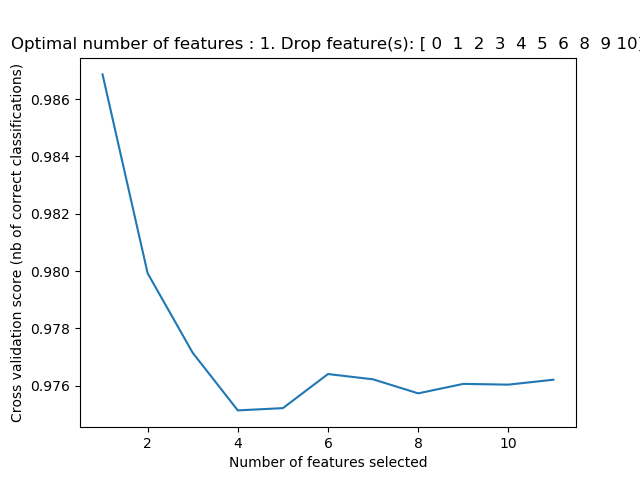 Optimal number of features : 1. Drop feature(s): [ 0  1  2  3  4  5  6  8  9 10]
Cross validation score (nb of correct classifications)
0.986
0.984
0.982
0.980
0.978
0.976
2 4 6 8 10
Number of features selected